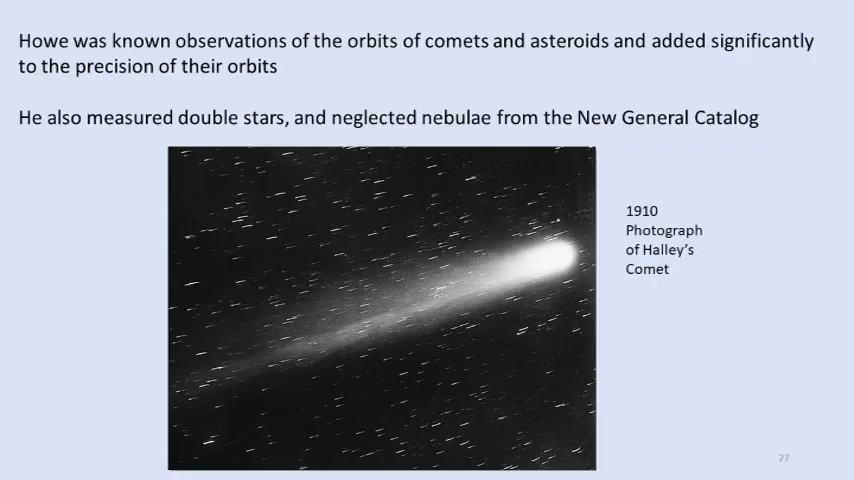 Howe was known observations of the orbits of comets and asteroids and added significantly
to the precision of their orbits
He also measured double stars, and neglected nebulae from the New General Catalog
1910
Photograph
of Halley's
Comet
27